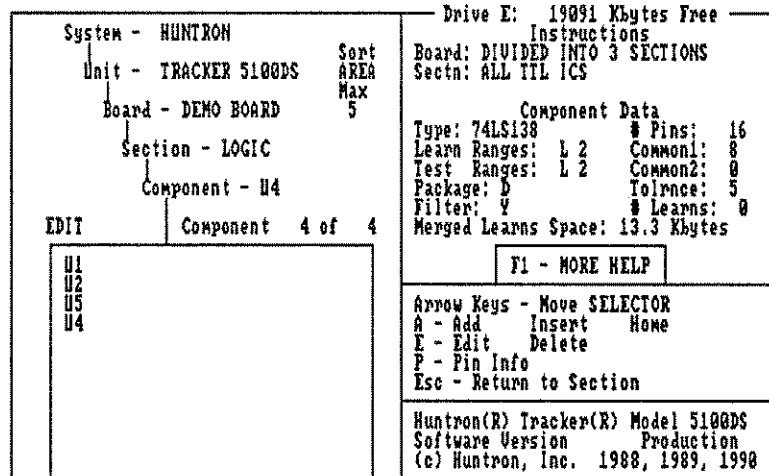 System - HUNTRON
Sort
Unit - TRACKER 5100DS AREA
Max
Board - DEMO BOARD 5
Section - LOGIC
Component - U4
EDIT Component 4 of 4
U1
U2
U5
U4
Drive E: 19091 Kbytes Free
Instructions
Board: DIVIDED INTO 3 SECTIONS
Sectn: ALL TTL ICS
Component Data
Type: 74LS138 # Pins: 16
Learn Ranges: L 2 Common1: 8
Test Ranges: L 2 Common2: 0
Package: D Tolrnce: 5
Filter: Y # Learns: 0
Merged Learns Space: 13.3 Kbytes
F1 - MORE HELP
Arrow Keys - Move SELECTOR
A - Add Insert Home
E - Edit Delete
P - Pin Info
Esc - Return to Section
Huntron(R) Tracker(R) Model 5100DS
Software Version Production
(c) Huntron, Inc. 1988, 1989, 1990